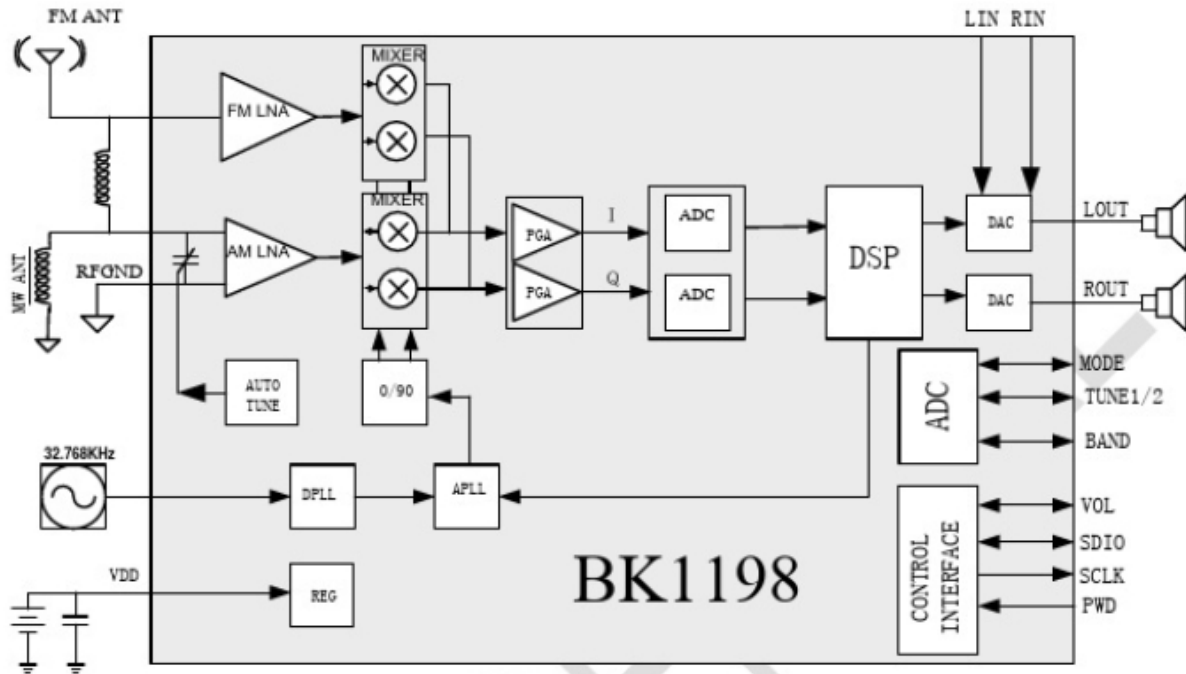 FM ANT
LIN RIN
MIXER
FM LNA
MIXER
AM LNA
MW ANT
RFGND
PGA
PGA
I
Q
ADC
ADC
DSP
DAC
DAC
LOUT
ROUT
AUTO
TUNE
0/90
ADC
MODE
TUNE1/2
BAND
32.768KHz
DPLL
APLL
VDD
REG
BK1198
CONTROL
INTERFACE
VOL
SDIO
SCLK
PWD